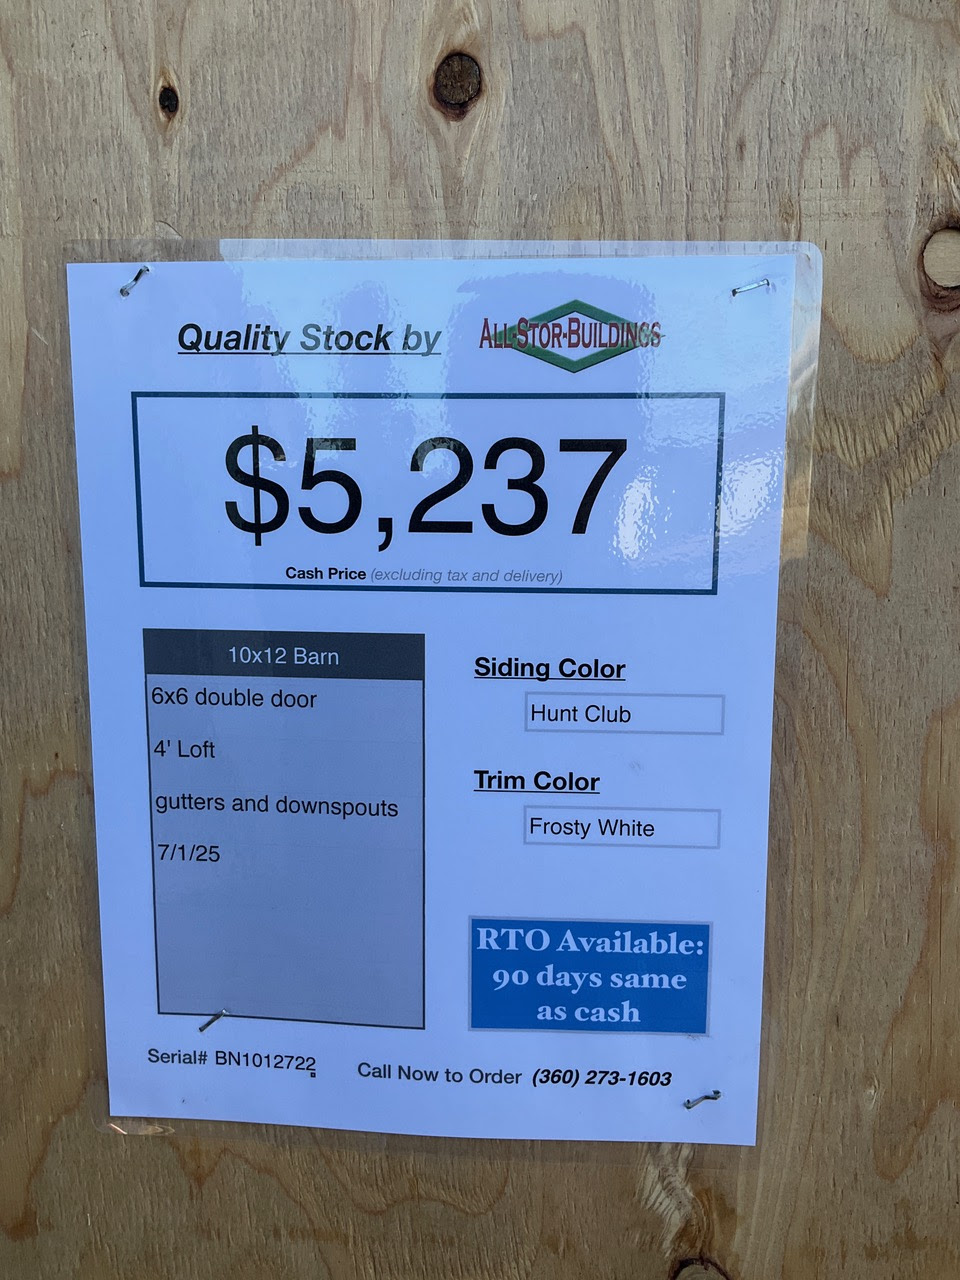 Quality Stock by
ALL-STOR-BUILDINGS
$5,237
Cash Price (excluding tax and delivery)
10x12 Barn
6x6 double door
4' Loft
gutters and downspouts
7/1/25
Siding Color
Hunt Club
Trim Color
Frosty White
RTO Available:
90 days same
as cash
Serial# BN1012722
Call Now to Order (360) 273-1603